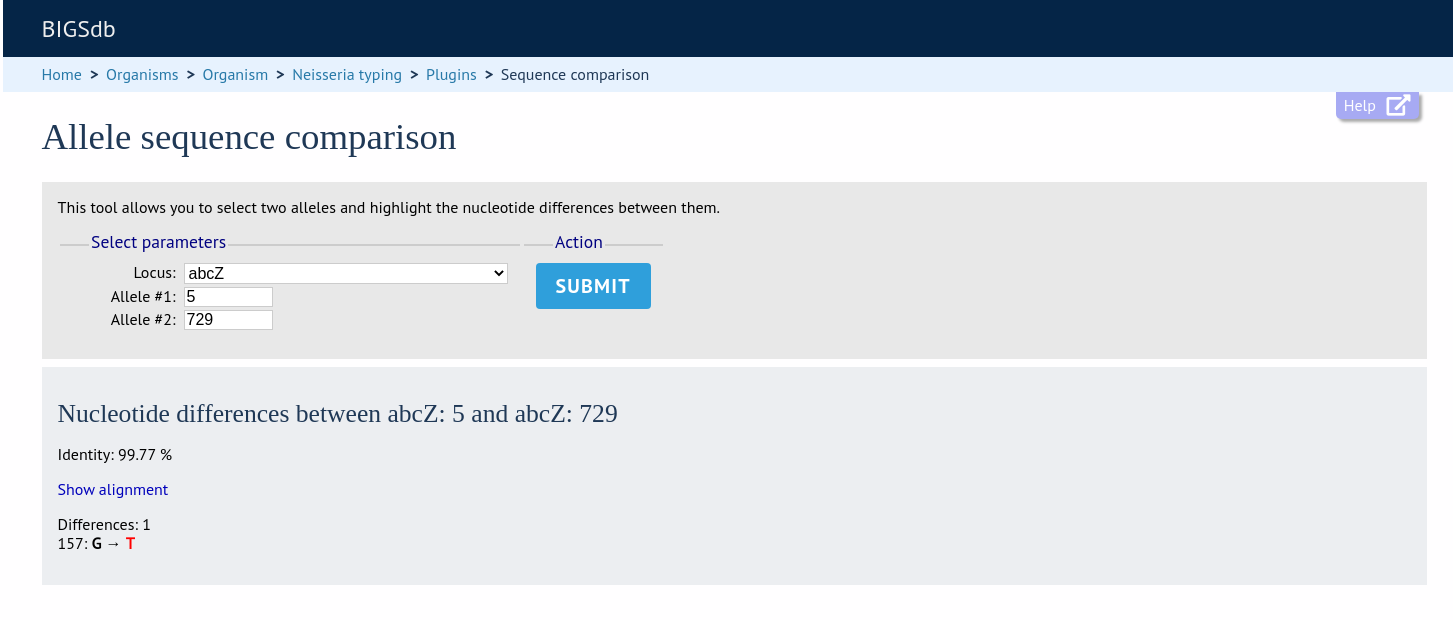 BIGSdb
Home > Organisms > Organism > Neisseria typing > Plugins > Sequence comparison
Help
Allele sequence comparison
This tool allows you to select two alleles and highlight the nucleotide differences between them.
Select parameters
Action
Locus: abcZ
SUBMIT
Allele #1: 5
Allele #2: 729
Nucleotide differences between abcZ: 5 and abcZ: 729
Identity: 99.77 %
Show alignment
Differences: 1
157: G → T